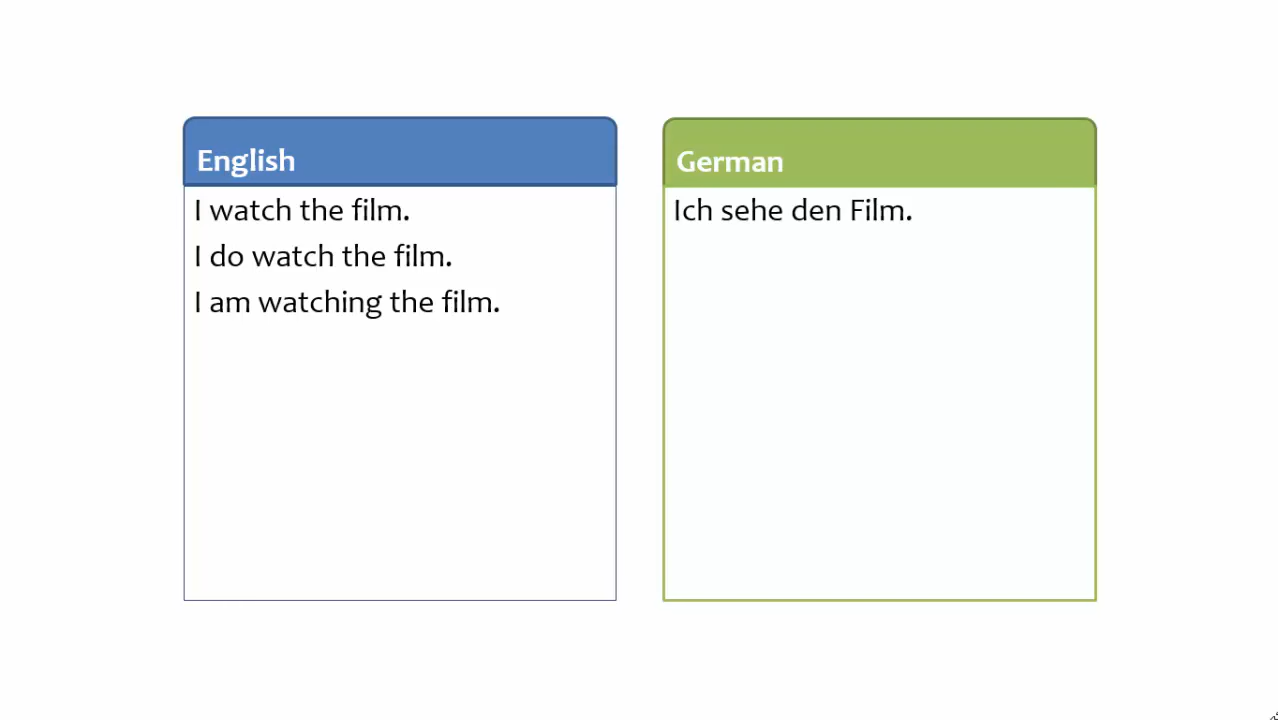 English
I watch the film.
I do watch the film.
I am watching the film.
German
Ich sehe den Film.